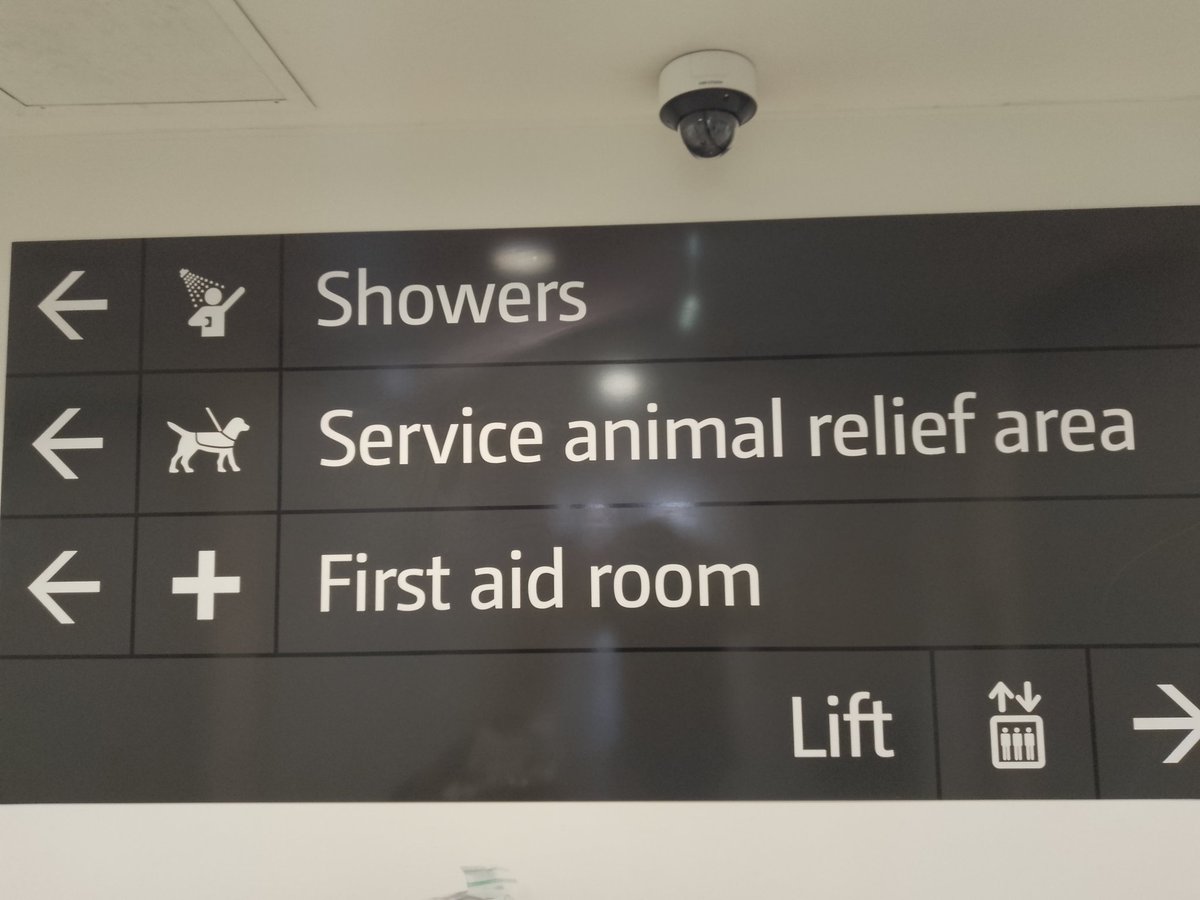 Showers
Service animal relief area
First aid room
Lift